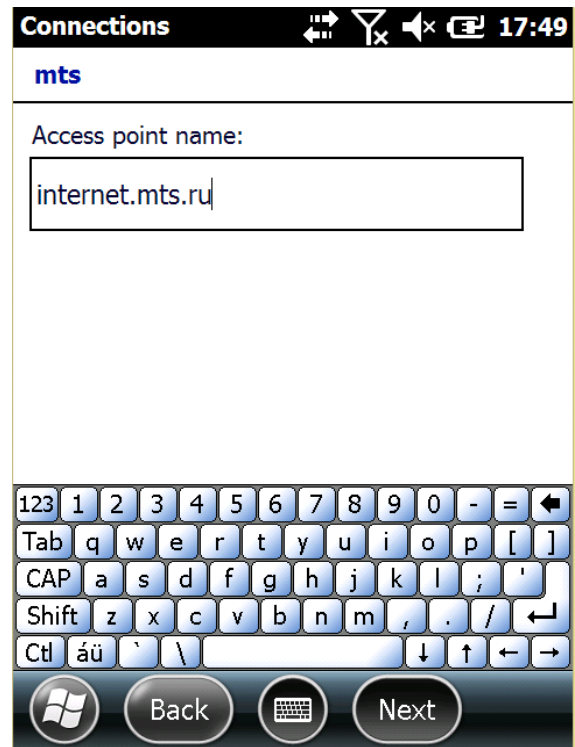 Connections 17:49
mts
Access point name:
internet.mts.ru
123 1 2 3 4 5 6 7 8 9 0 - =
Tab q w e r t y u i o p [ ]
CAP a s d f g h j k l ; '
Shift z x c v b n m , . /
Ctl áü ` \
Back Next